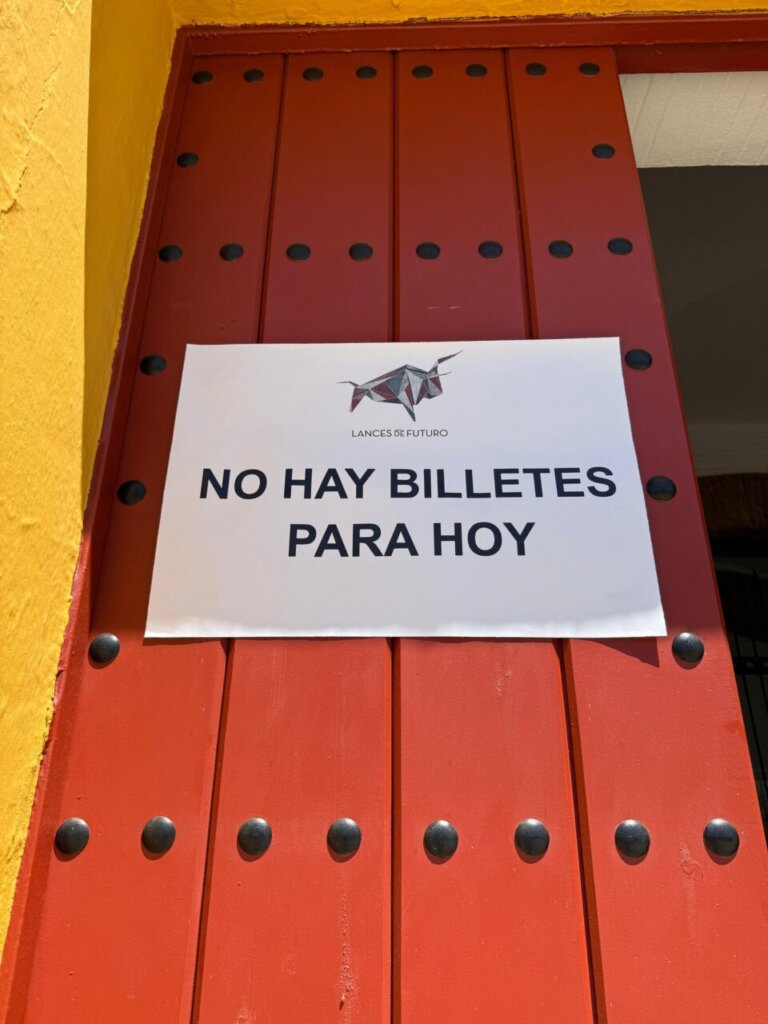 LANCES DE FUTURO
NO HAY BILLETES
PARA HOY